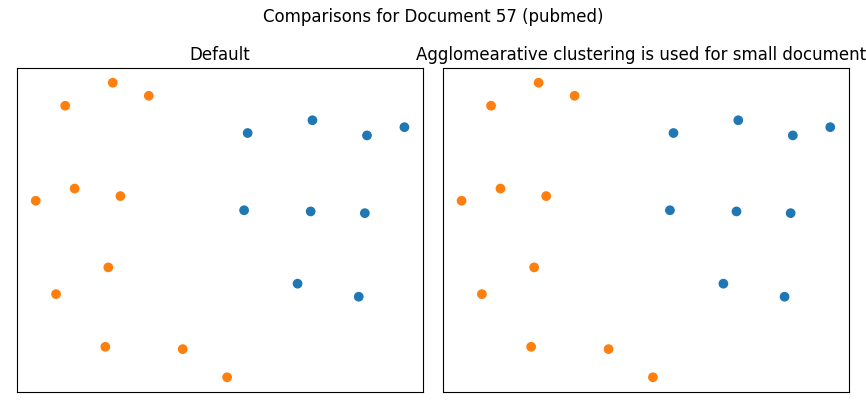 Comparisons for Document 57 (pubmed)
Default
Agglomearative clustering is used for small document